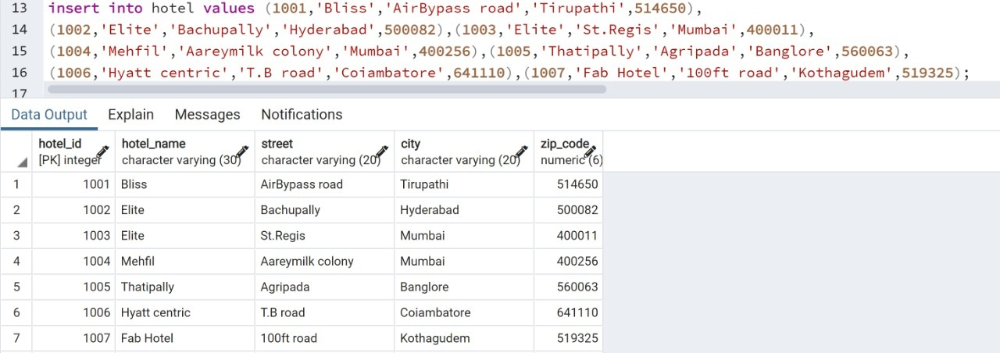 13 insert into hotel values (1001,'Bliss','AirBypass road','Tirupathi',514650),
14 (1002,'Elite','Bachupally','Hyderabad',500082),(1003,'Elite','St.Regis','Mumbai',400011),
15 (1004,'Mehfil','Aareymilk colony','Mumbai',400256),(1005,'Thatipally','Agripada','Banglore',560063),
16 (1006,'Hyatt centric','T.B road','Coiambatore',641110),(1007,'Fab Hotel','100ft road','Kothagudem',519325);
17
Data Output Explain Messages Notifications
hotel_id hotel_name street city zip_code
[PK] integer character varying (30) character varying (20) character varying (20) numeric (6)
1 1001 Bliss AirBypass road Tirupathi 514650
2 1002 Elite Bachupally Hyderabad 500082
3 1003 Elite St.Regis Mumbai 400011
4 1004 Mehfil Aareymilk colony Mumbai 400256
5 1005 Thatipally Agripada Banglore 560063
6 1006 Hyatt centric T.B road Coiambatore 641110
7 1007 Fab Hotel 100ft road Kothagudem 519325